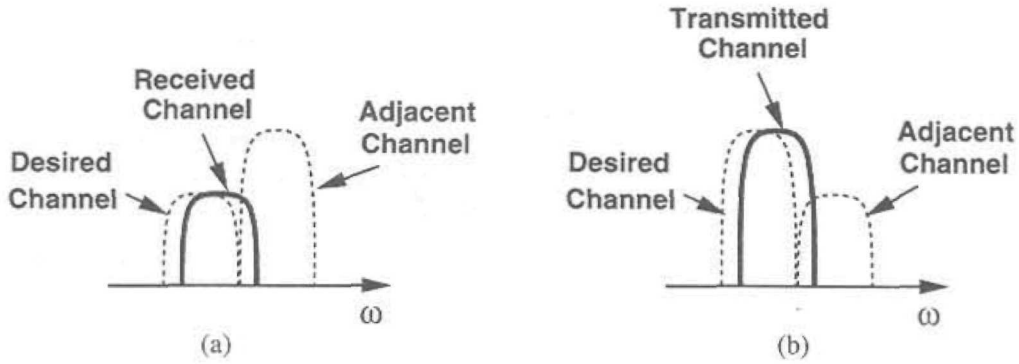 Received
Channel
Desired
Channel
Adjacent
Channel
ω
(a)
Transmitted
Channel
Desired
Channel
Adjacent
Channel
ω
(b)